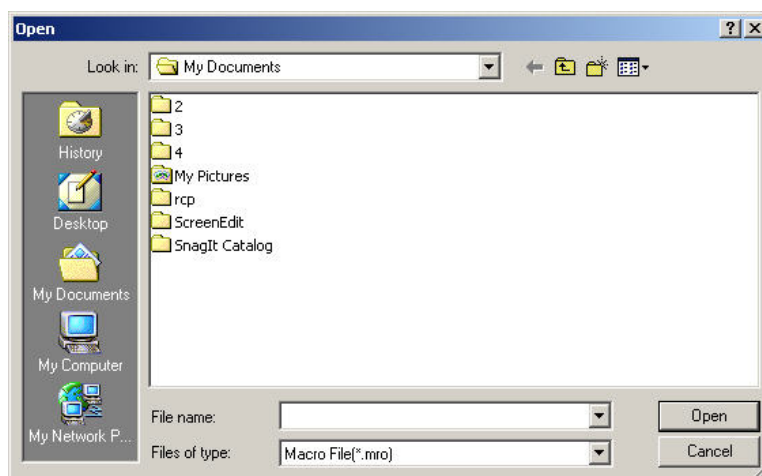 Open
Look in:
My Documents
History
Desktop
My Documents
My Computer
My Network P...
2
3
4
My Pictures
rcp
ScreenEdit
SnagIt Catalog
File name:
Open
Files of type:
Macro File(*.mro)
Cancel